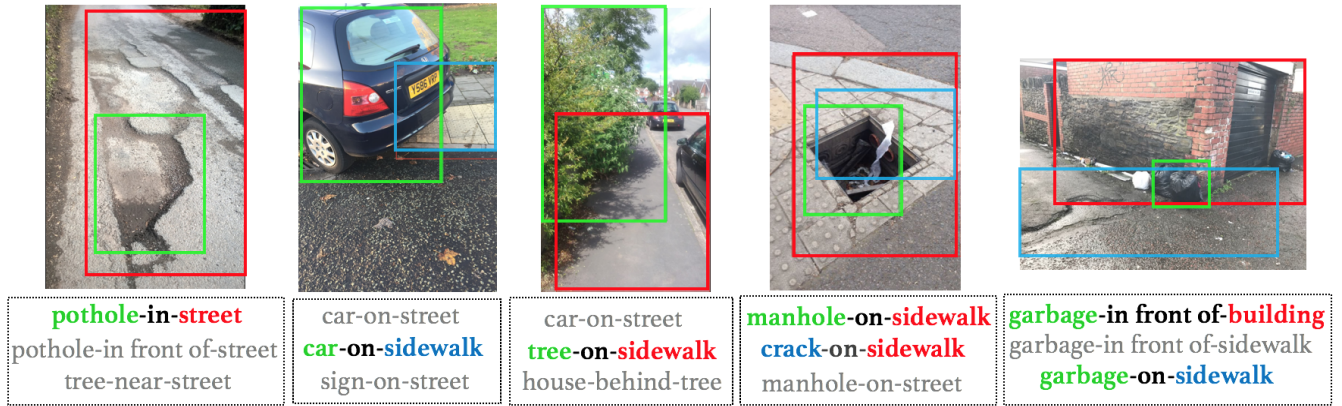 Y586 VVP
pothole-in-street
pothole-in front of-street
tree-near-street
car-on-street
car-on-sidewalk
sign-on-street
car-on-street
tree-on-sidewalk
house-behind-tree
manhole-on-sidewalk
crack-on-sidewalk
manhole-on-street
garbage-in front of-building
garbage-in front of-sidewalk
garbage-on-sidewalk